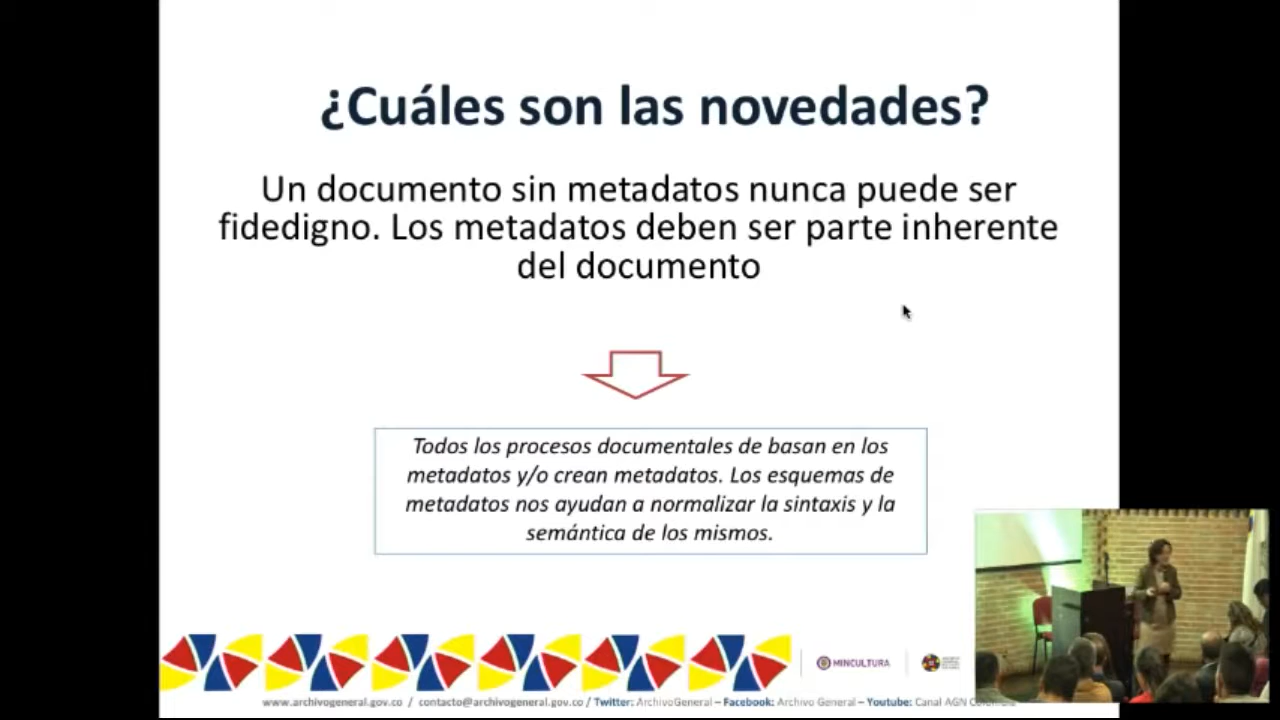 ¿Cuáles son las novedades?
Un documento sin metadatos nunca puede ser
fidedigno. Los metadatos deben ser parte inherente
del documento
Todos los procesos documentales de basan en los
metadatos y/o crean metadatos. Los esquemas de
metadatos nos ayudan a normalizar la sintaxis y la
semántica de los mismos.
MINCULTURA
www.archivogeneral.gov.co / contacto@archivogeneral.gov.co / Twitter: ArchivoGeneral – Facebook: Archivo General – Youtube: Canal AGN Colombia